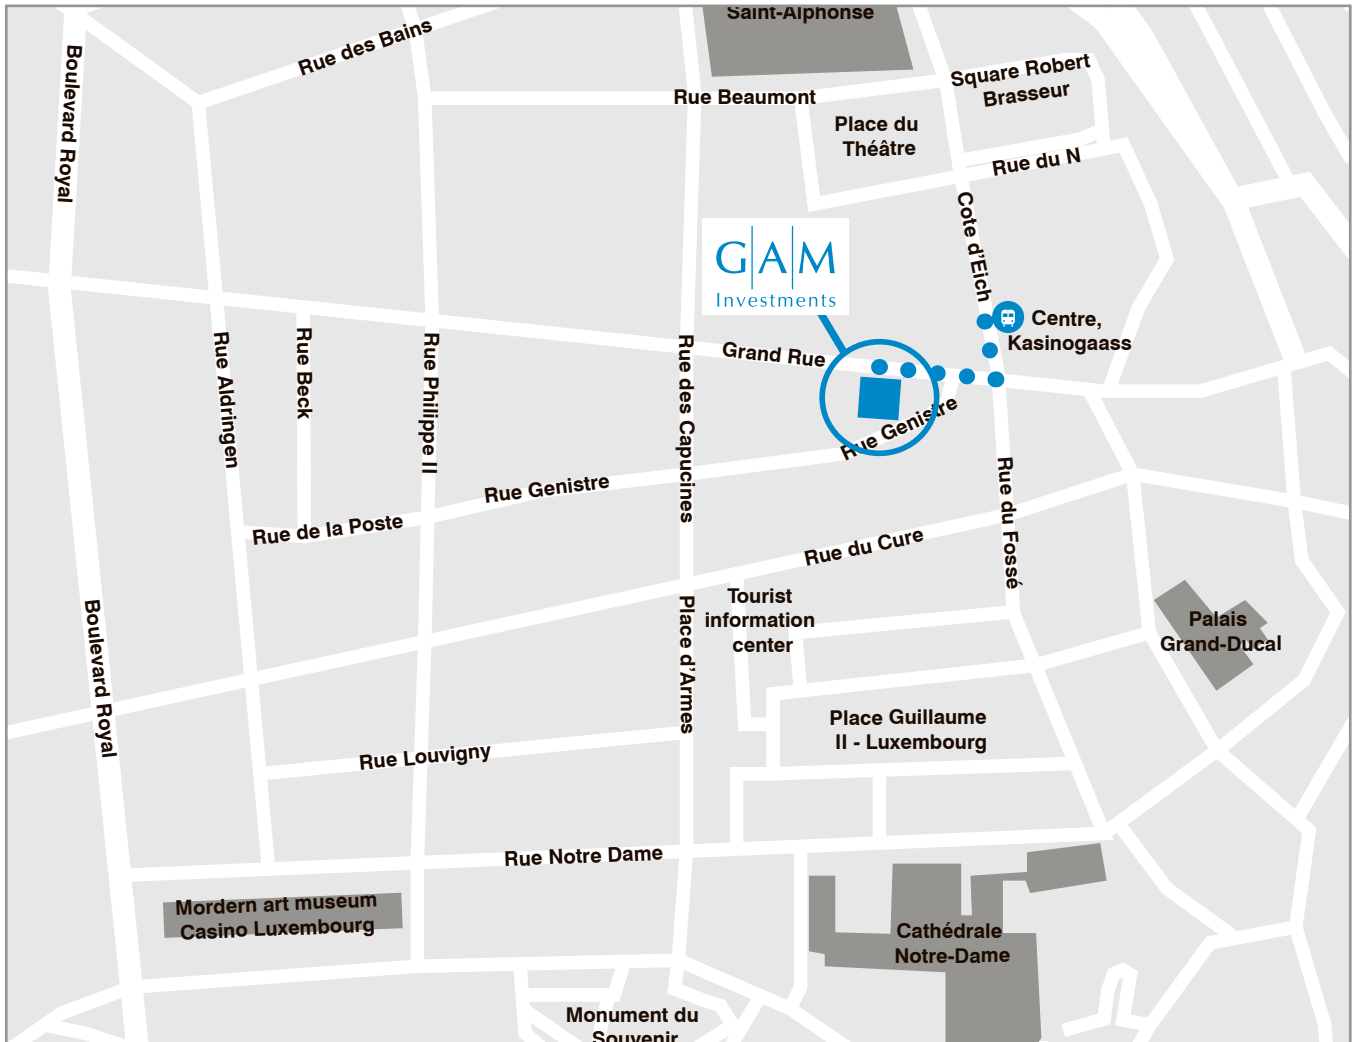 Saint-Alphonse
Rue des Bains
Boulevard Royal
Square Robert
Brasseur
Rue Beaumont
Place du
Théâtre
Rue du N
Cote d'Eich
G|A|M
Investments
Centre,
Kasinogaass
Grand Rue
Rue Aldringen
Rue Beck
Rue Philippe II
Rue des Capucines
Rue Genistre
Rue Genistre
Rue de la Poste
Rue du Cure
Rue du Fossé
Tourist
information
center
Place d'Armes
Boulevard Royal
Palais
Grand-Ducal
Place Guillaume
II - Luxembourg
Rue Louvigny
Rue Notre Dame
Mordern art museum
Casino Luxembourg
Cathédrale
Notre-Dame
Monument du
Souvenir